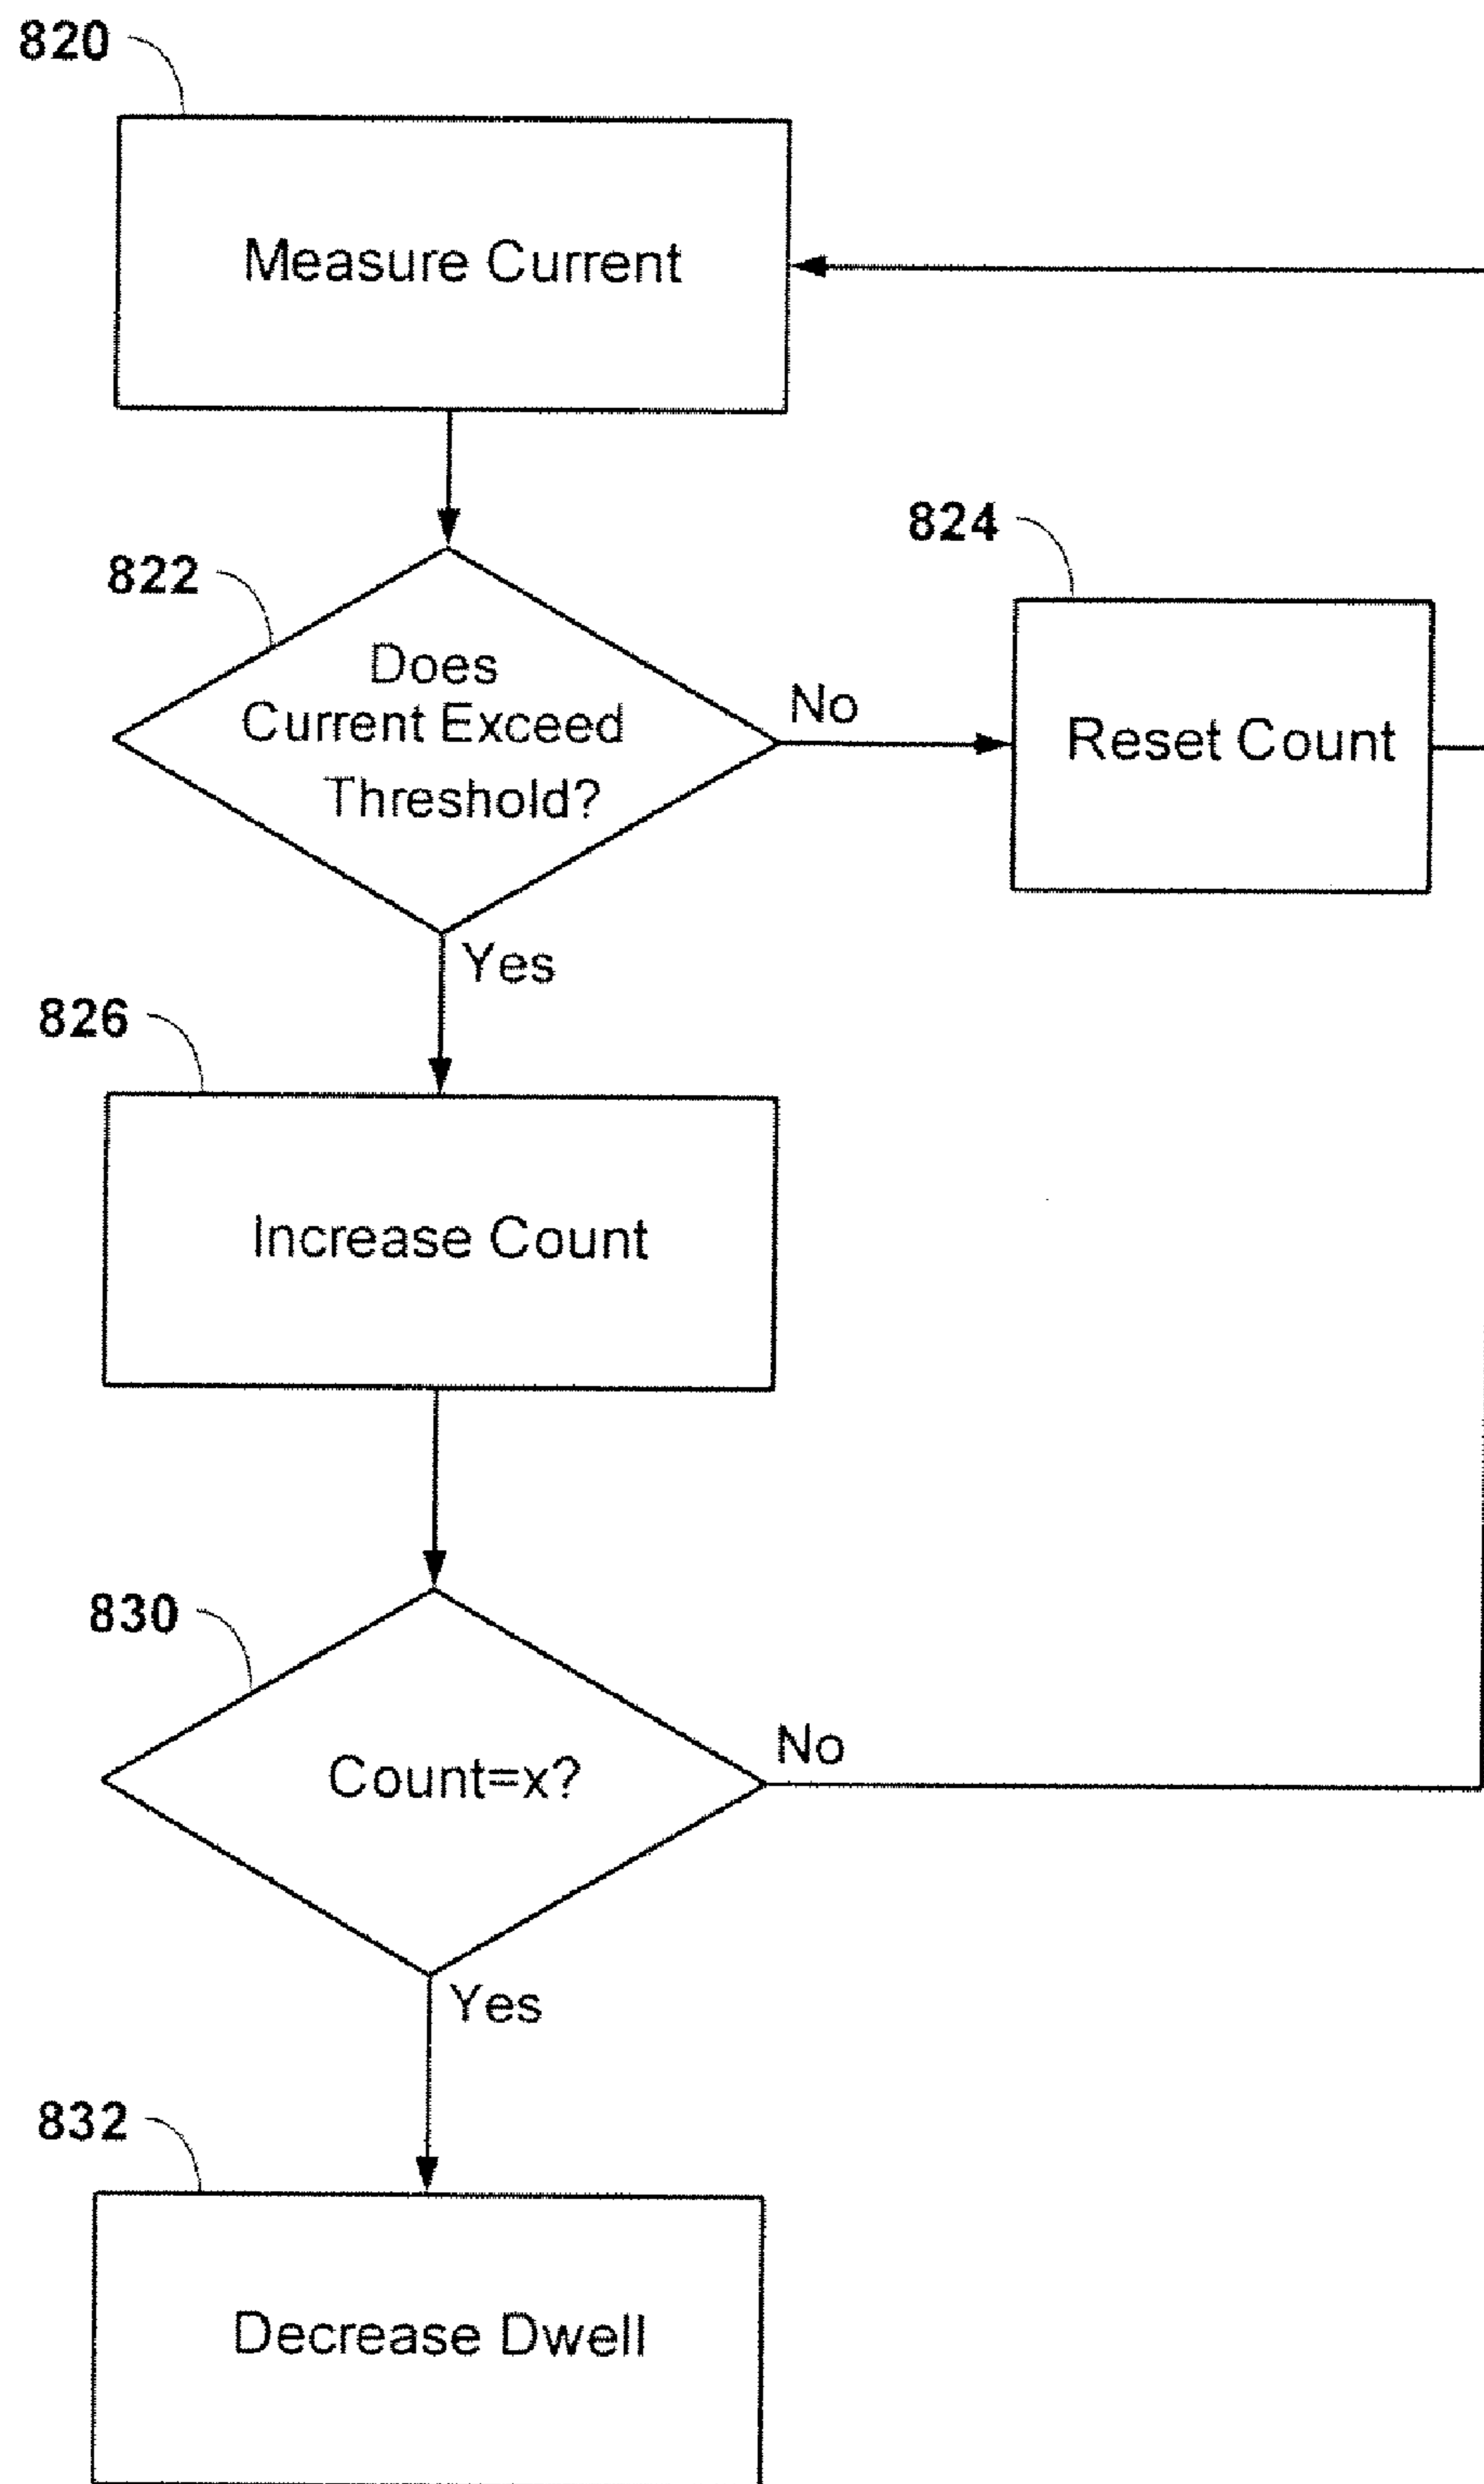 820
Measure Current
822
Does
Current Exceed
Threshold?
No
824
Reset Count
Yes
826
Increase Count
830
Count=x?
No
Yes
832
Decrease Dwell